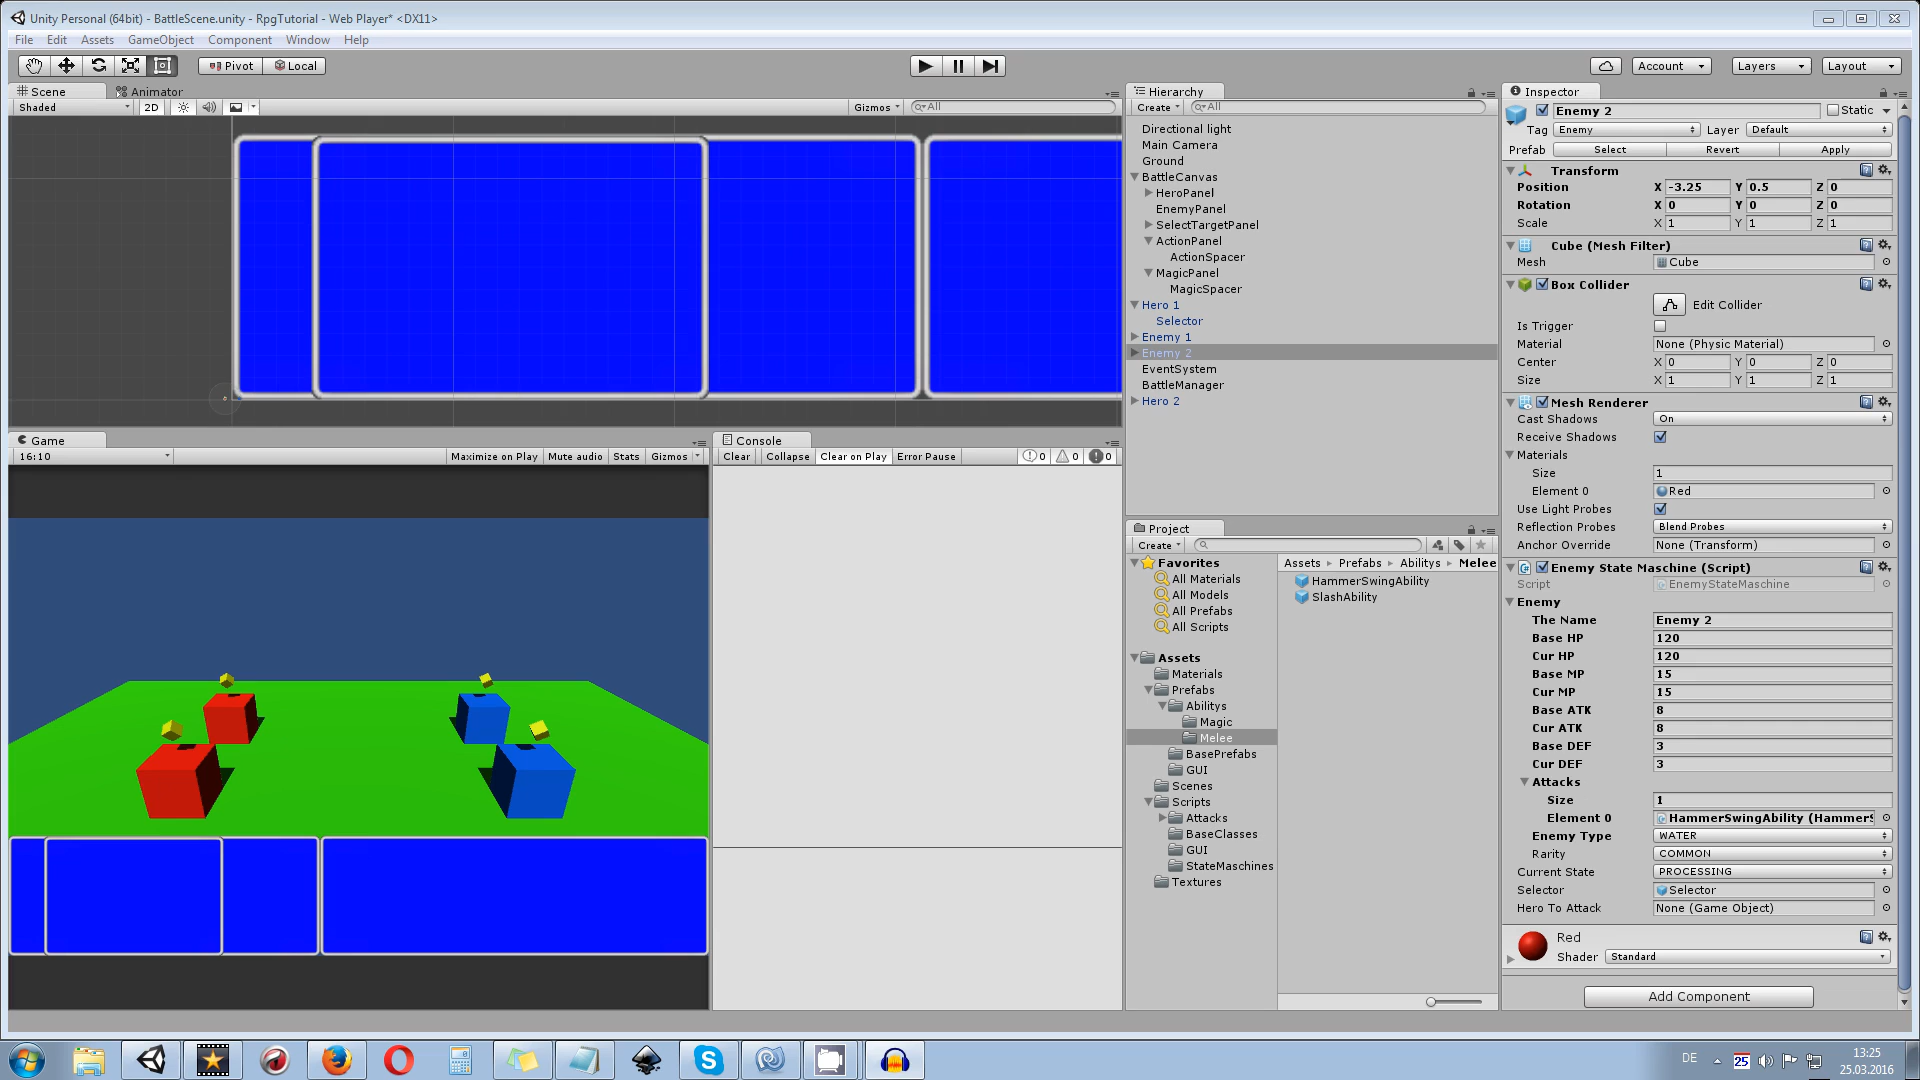 Unity Personal (64bit) - BattleScene.unity - RpgTutorial - Web Player* <DX11>
File Edit Assets GameObject Component Window Help
Pivot Local Account Layers Layout
Scene Animator
Shaded 2D Gizmos All
Game
16:10 Maximize on Play Mute audio Stats Gizmos
Console
Clear Collapse Clear on Play Error Pause 0 0 0
Hierarchy
Create All
Directional light
Main Camera
Ground
BattleCanvas
HeroPanel
EnemyPanel
SelectTargetPanel
ActionPanel
ActionSpacer
MagicPanel
MagicSpacer
Hero 1
Selector
Enemy 1
Enemy 2
EventSystem
BattleManager
Hero 2
Project
Create
Favorites
All Materials
All Models
All Prefabs
All Scripts
Assets
Materials
Prefabs
Abilitys
Magic
Melee
BasePrefabs
GUI
Scenes
Scripts
Attacks
BaseClasses
GUI
StateMaschines
Textures
Assets Prefabs Abilitys Melee
HammerSwingAbility
SlashAbility
Inspector
Enemy 2 Static
Tag Enemy Layer Default
Prefab Select Revert Apply
Transform
Position X -3.25 Y 0.5 Z 0
Rotation X 0 Y 0 Z 0
Scale X 1 Y 1 Z 1
Cube (Mesh Filter)
Mesh Cube
Box Collider
Edit Collider
Is Trigger
Material None (Physic Material)
Center X 0 Y 0 Z 0
Size X 1 Y 1 Z 1
Mesh Renderer
Cast Shadows On
Receive Shadows
Materials
Size 1
Element 0 Red
Use Light Probes
Reflection Probes Blend Probes
Anchor Override None (Transform)
Enemy State Maschine (Script)
Script EnemyStateMaschine
Enemy
The Name Enemy 2
Base HP 120
Cur HP 120
Base MP 15
Cur MP 15
Base ATK 8
Cur ATK 8
Base DEF 3
Cur DEF 3
Attacks
Size 1
Element 0 HammerSwingAbility (HammerS
Enemy Type WATER
Rarity COMMON
Current State PROCESSING
Selector Selector
Hero To Attack None (Game Object)
Red
Shader Standard
Add Component
DE 25 13:25
25.03.2016